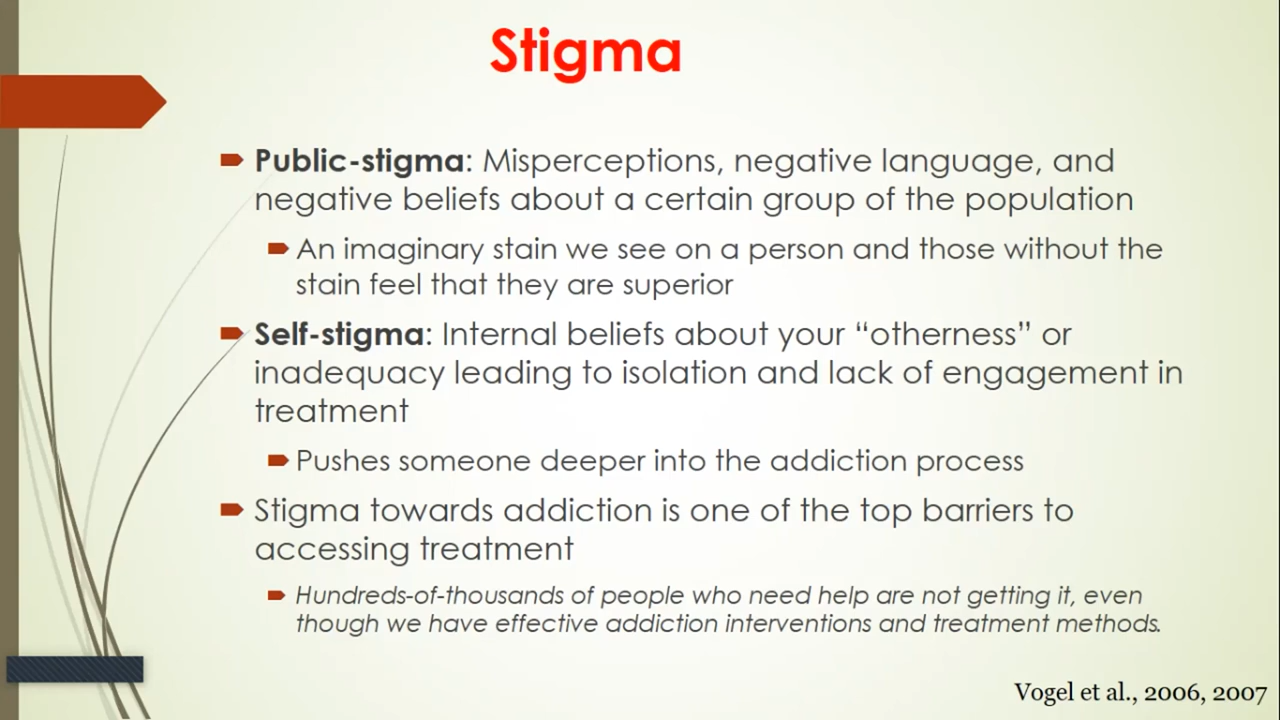 Stigma
Public-stigma: Misperceptions, negative language, and
negative beliefs about a certain group of the population
An imaginary stain we see on a person and those without the
stain feel that they are superior
Self-stigma: Internal beliefs about your “otherness” or
inadequacy leading to isolation and lack of engagement in
treatment
Pushes someone deeper into the addiction process
Stigma towards addiction is one of the top barriers to
accessing treatment
Hundreds-of-thousands of people who need help are not getting it, even
though we have effective addiction interventions and treatment methods.
Vogel et al., 2006, 2007